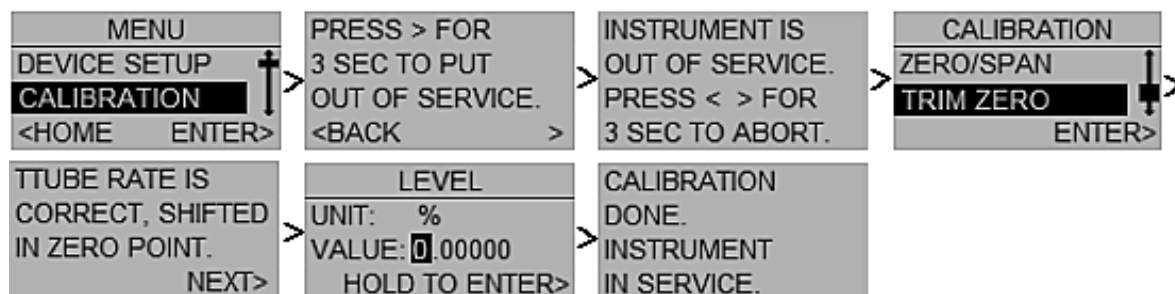 MENU
DEVICE SETUP
CALIBRATION
<HOME ENTER>
>
PRESS > FOR
3 SEC TO PUT
OUT OF SERVICE.
<BACK >
>
INSTRUMENT IS
OUT OF SERVICE.
PRESS < > FOR
3 SEC TO ABORT.
>
CALIBRATION
ZERO/SPAN
TRIM ZERO
ENTER>
>
TTUBE RATE IS
CORRECT, SHIFTED
IN ZERO POINT.
NEXT>
>
LEVEL
UNIT: %
VALUE: 0.00000
HOLD TO ENTER>
>
CALIBRATION
DONE.
INSTRUMENT
IN SERVICE.